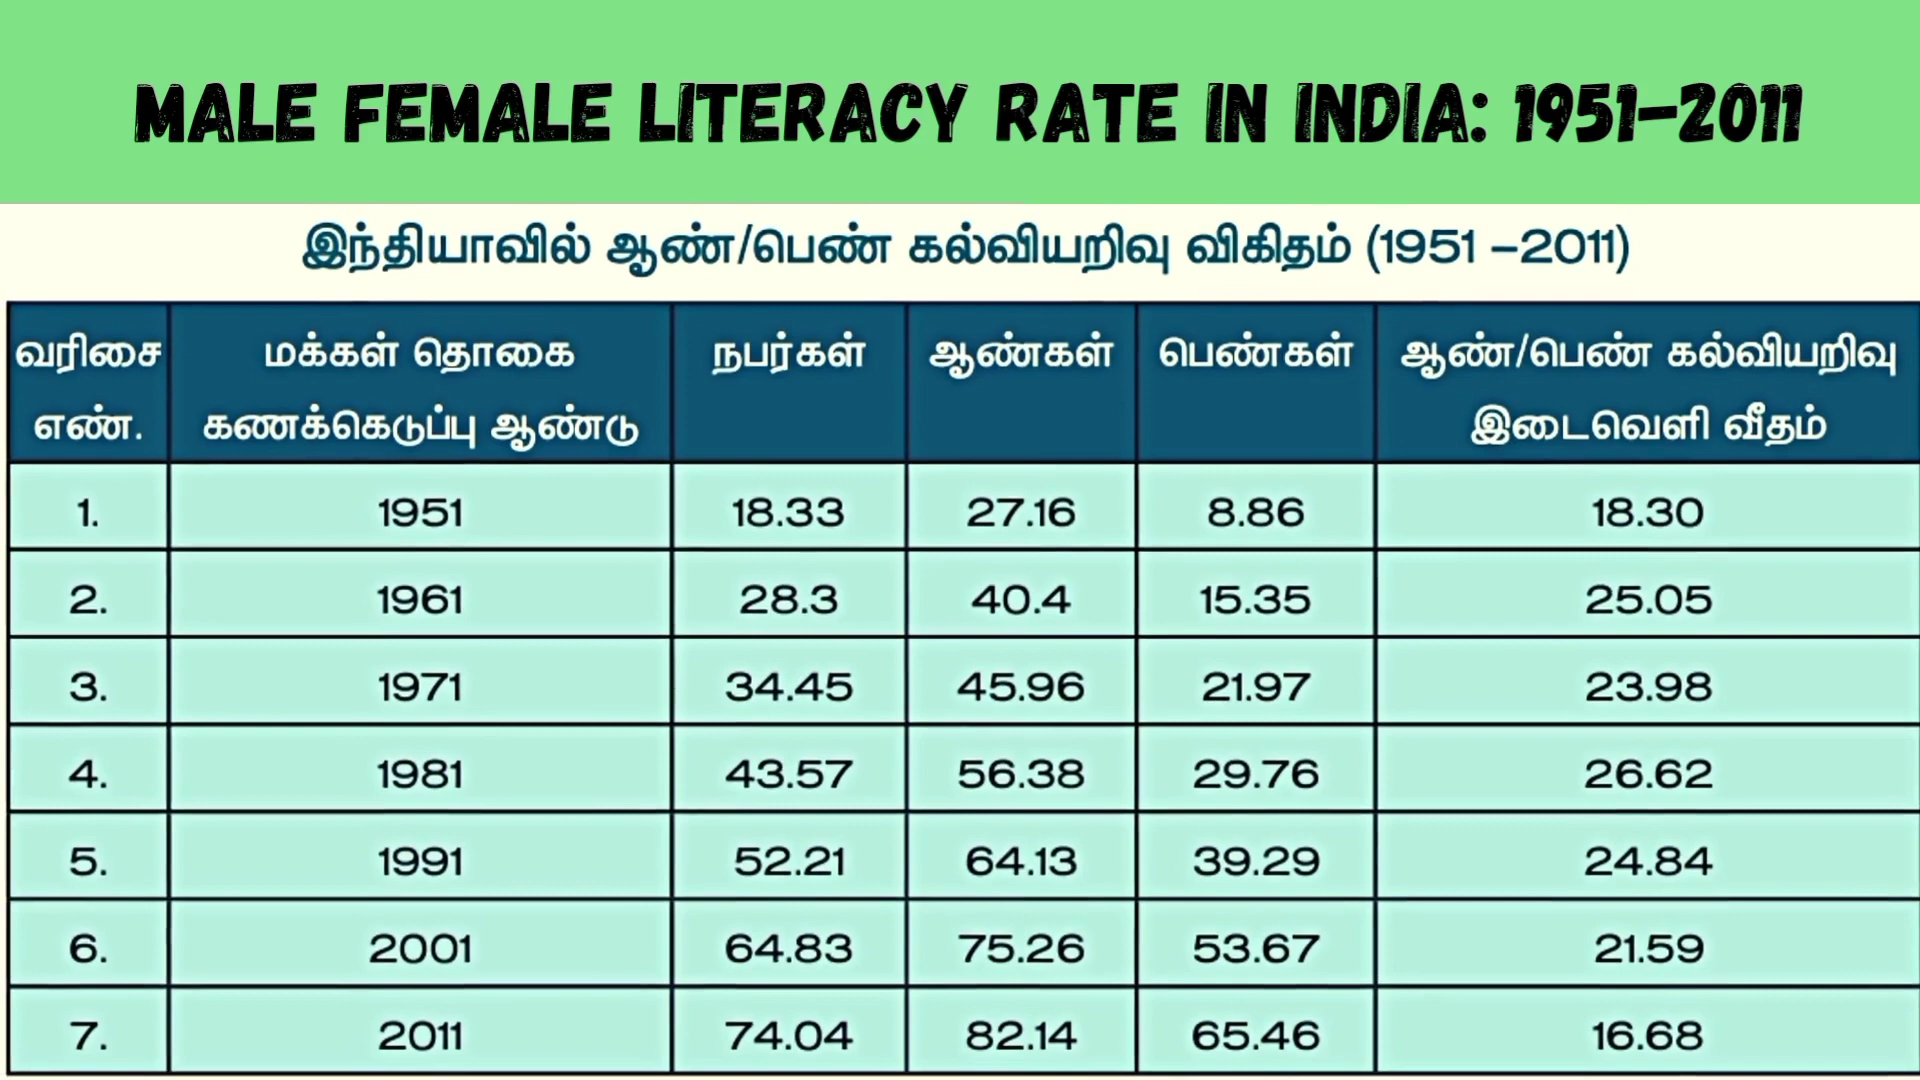 MALE FEMALE LITERACY RATE IN INDIA: 1951-2011
இந்தியாவில் ஆண்/பெண் கல்வியறிவு விகிதம் (1951 –2011)
வரிசை எண். மக்கள் தொகை கணக்கெடுப்பு ஆண்டு நபர்கள் ஆண்கள் பெண்கள் ஆண்/பெண் கல்வியறிவு இடைவெளி வீதம்
1. 1951 18.33 27.16 8.86 18.30
2. 1961 28.3 40.4 15.35 25.05
3. 1971 34.45 45.96 21.97 23.98
4. 1981 43.57 56.38 29.76 26.62
5. 1991 52.21 64.13 39.29 24.84
6. 2001 64.83 75.26 53.67 21.59
7. 2011 74.04 82.14 65.46 16.68